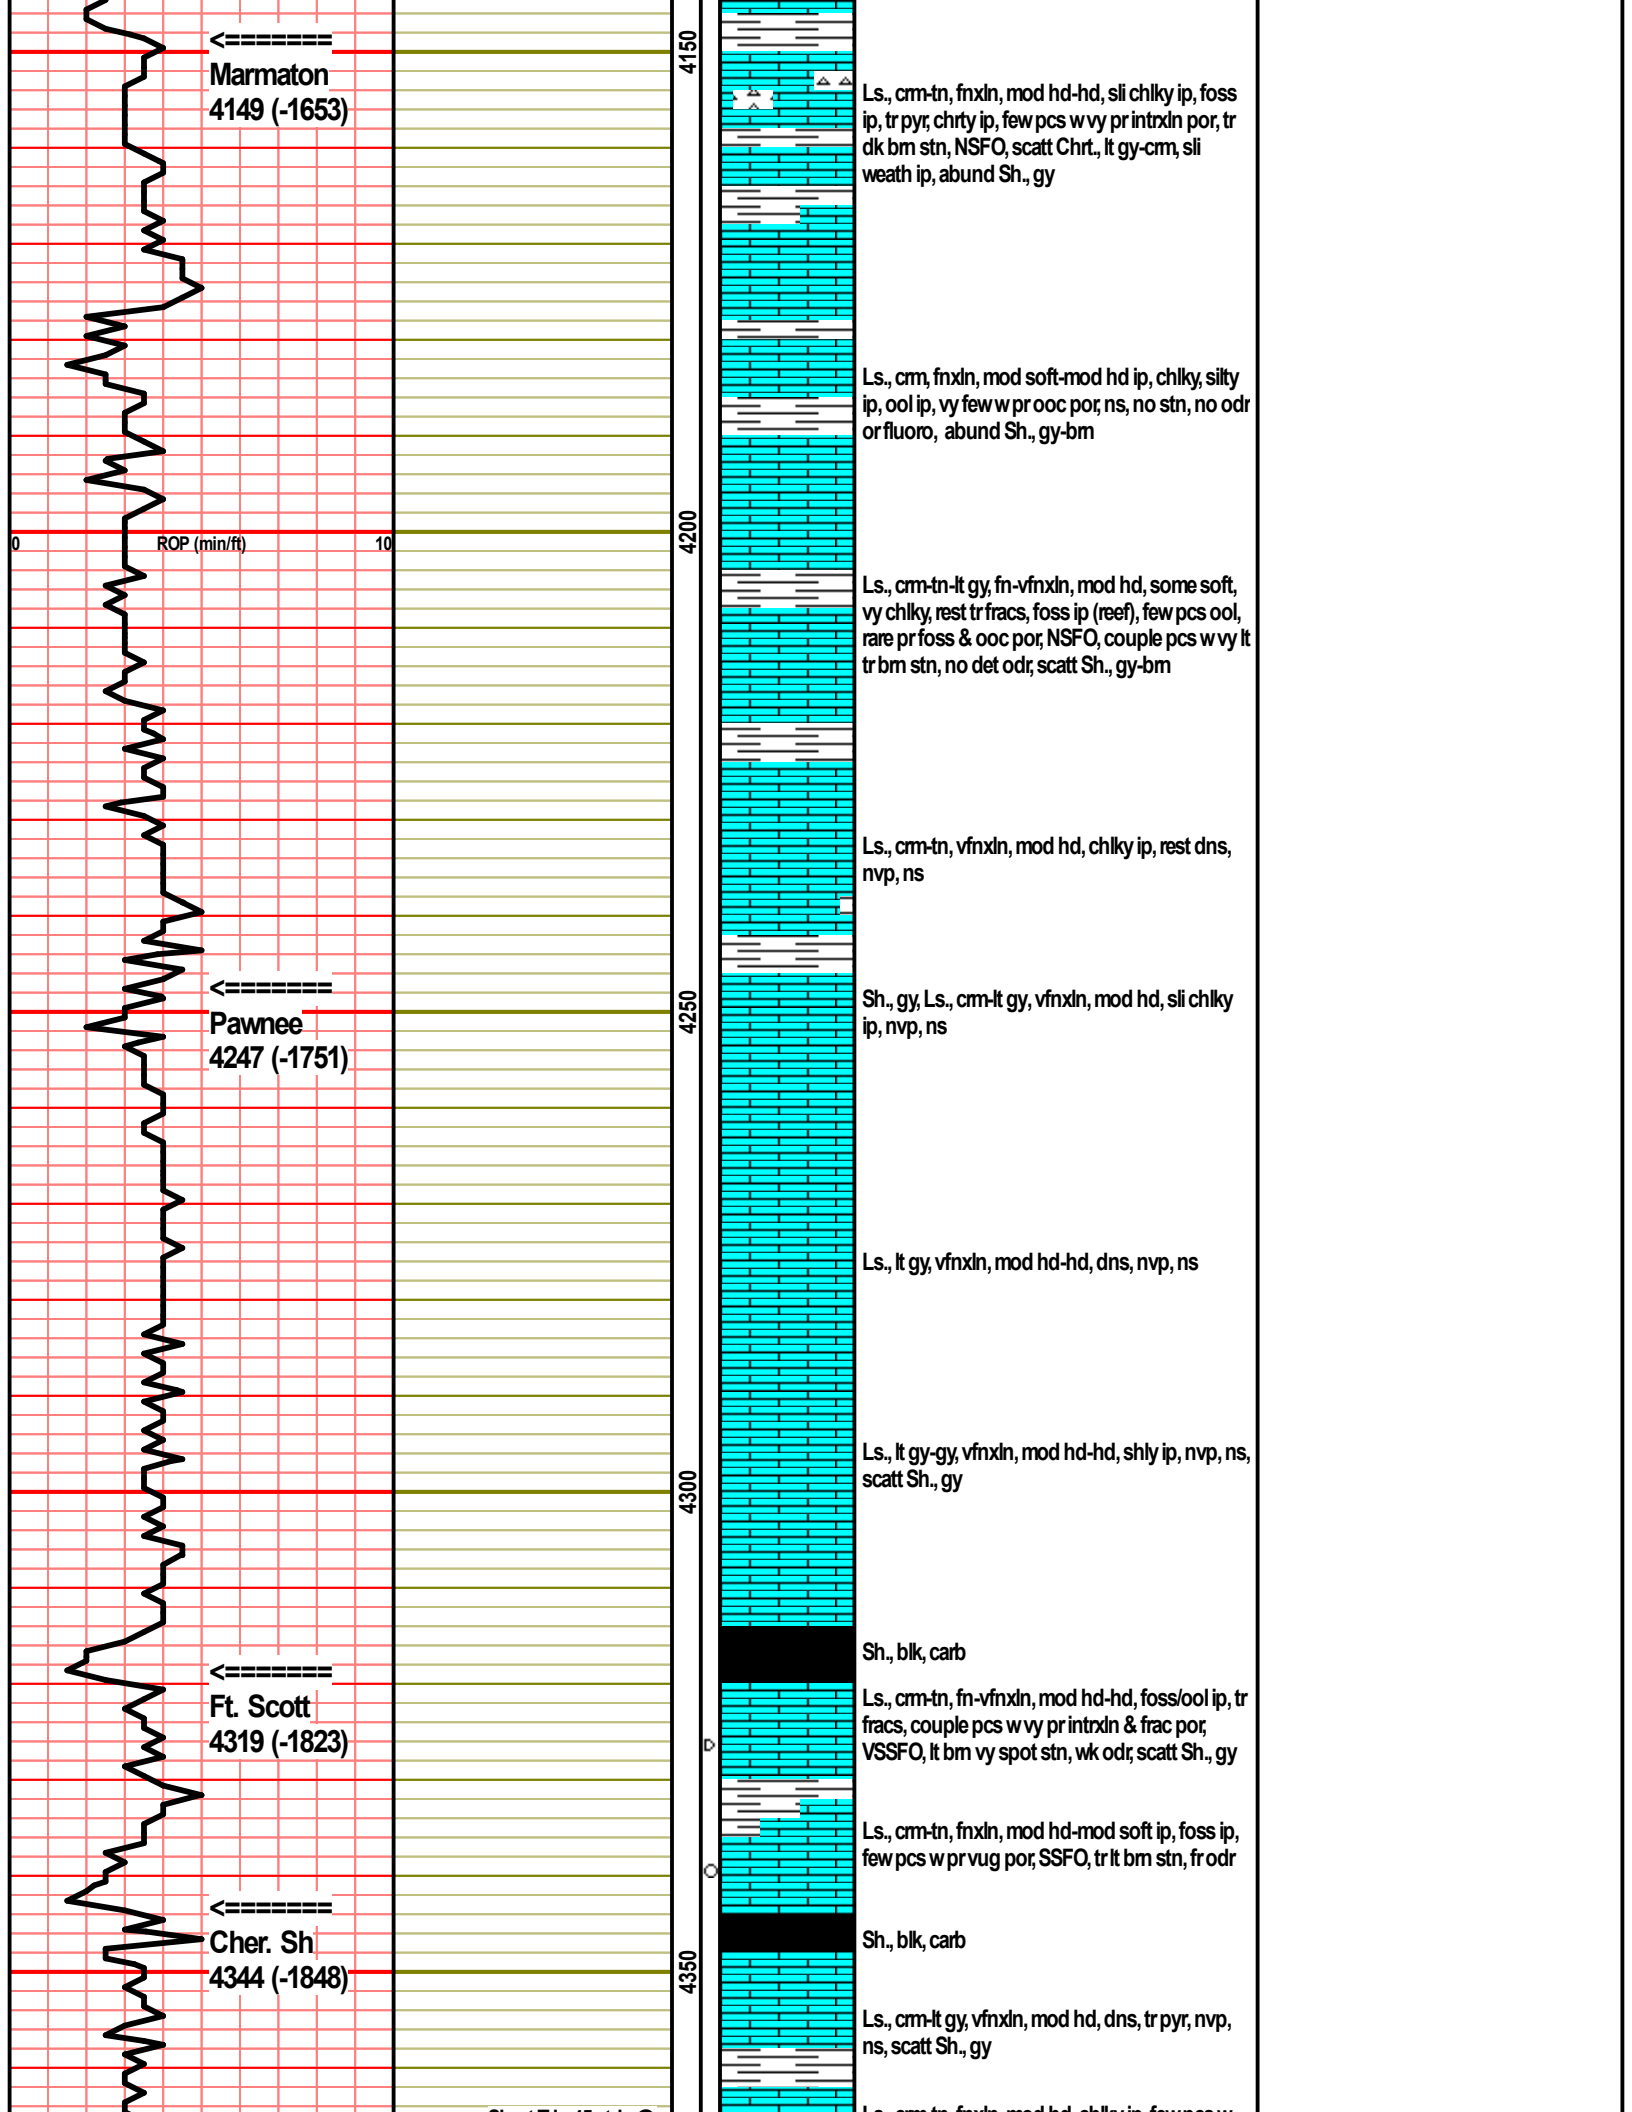 <=======
Marmaton
4149 (-1653)
4150
Ls., crm-tn, fnxln, mod hd-hd, sli chlky ip, foss
ip, tr pyr, chrty ip, few pcs w vy pr intrxln por, tr
dk brn stn, NSFO, scatt Chrt., lt gy-crm, sli
weath ip, abund Sh., gy
Ls., crm, fnxln, mod soft-mod hd ip, chlky, silty
ip, ool ip, vy few w pr ooc por, ns, no stn, no odr
or fluoro, abund Sh., gy-brn
4200
0 ROP (min/ft) 10
Ls., crm-tn-lt gy, fn-vfnxln, mod hd, some soft,
vy chlky, rest tr fracs, foss ip (reef), few pcs ool,
rare pr foss & ooc por, NSFO, couple pcs w vy lt
tr brn stn, no det odr, scatt Sh., gy-brn
Ls., crm-tn, vfnxln, mod hd, chlky ip, rest dns,
nvp, ns
<=======
Pawnee
4247 (-1751)
4250
Sh., gy, Ls., crm-lt gy, vfnxln, mod hd, sli chlky
ip, nvp, ns
Ls., lt gy, vfnxln, mod hd-hd, dns, nvp, ns
Ls., lt gy-gy, vfnxln, mod hd-hd, shly ip, nvp, ns,
scatt Sh., gy
4300
Sh., blk, carb
<=======
Ft. Scott
4319 (-1823)
Ls., crm-tn, fn-vfnxln, mod hd-hd, foss/ool ip, tr
fracs, couple pcs w vy pr intrxln & frac por,
VSSFO, lt brn vy spot stn, wk odr, scatt Sh., gy
Ls., crm-tn, fnxln, mod hd-mod soft ip, foss ip,
few pcs w pr vug por, SSFO, tr lt brn stn, fr odr
<=======
Cher. Sh
4344 (-1848)
Sh., blk, carb
4350
Ls., crm-lt gy, vfnxln, mod hd, dns, tr pyr, nvp,
ns, scatt Sh., gy